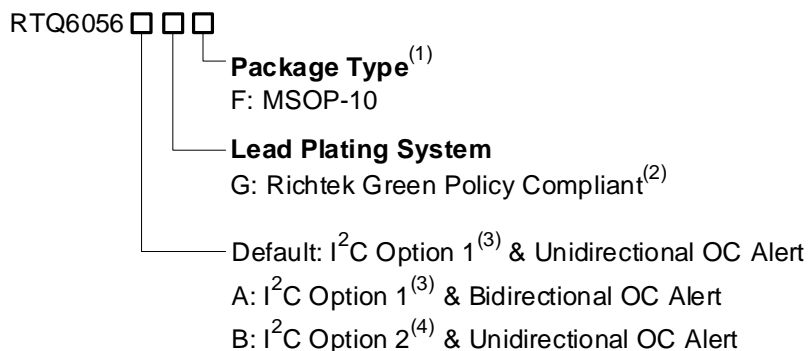 RTQ6056 □ □ □
Package Type(1)
F: MSOP-10
Lead Plating System
G: Richtek Green Policy Compliant(2)
Default: I2C Option 1(3) & Unidirectional OC Alert
A: I2C Option 1(3) & Bidirectional OC Alert
B: I2C Option 2(4) & Unidirectional OC Alert